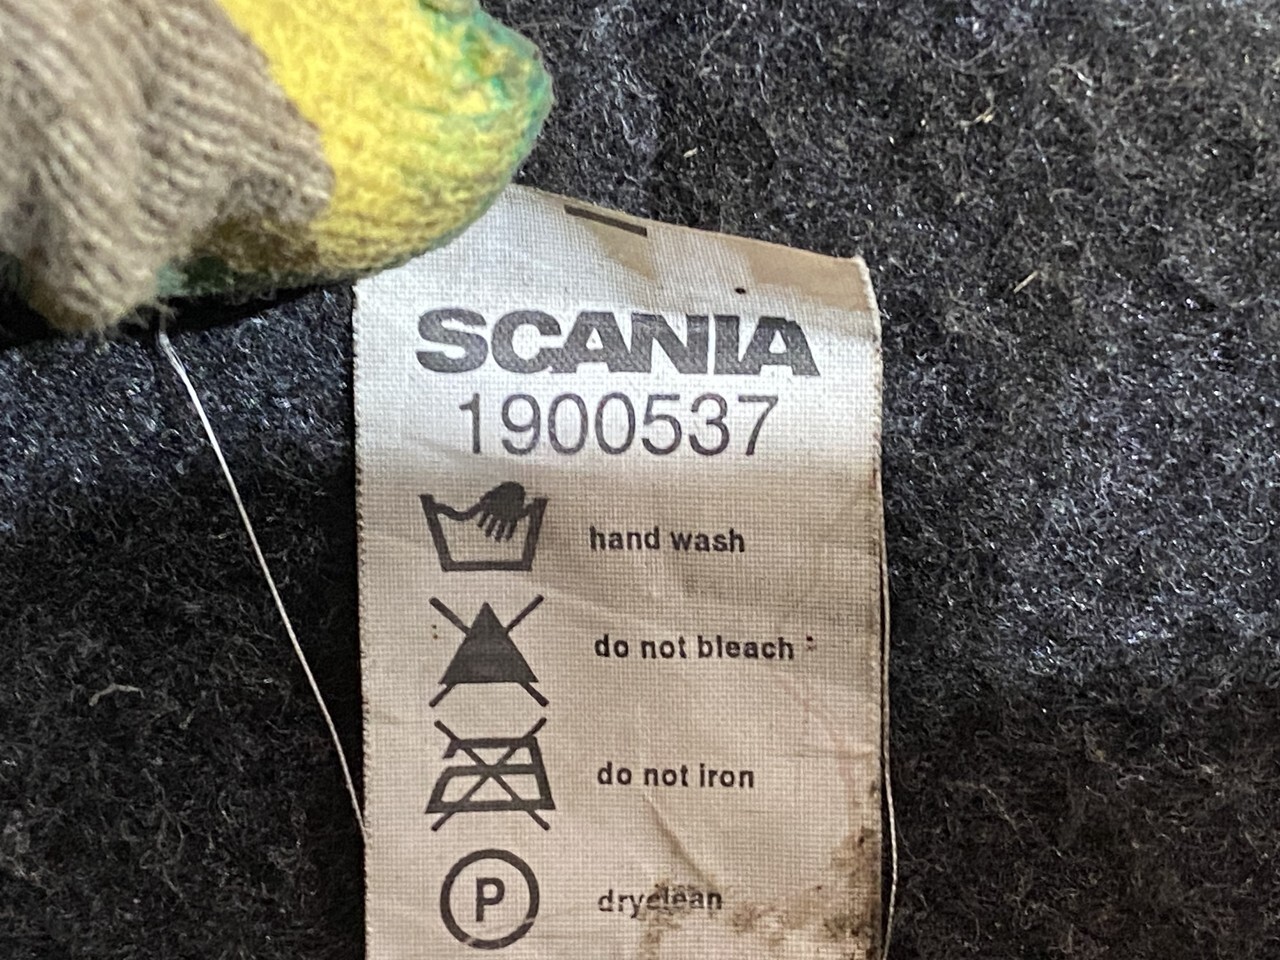 SCANIA
1900537
hand wash
do not bleach
do not iron
P
dryclean